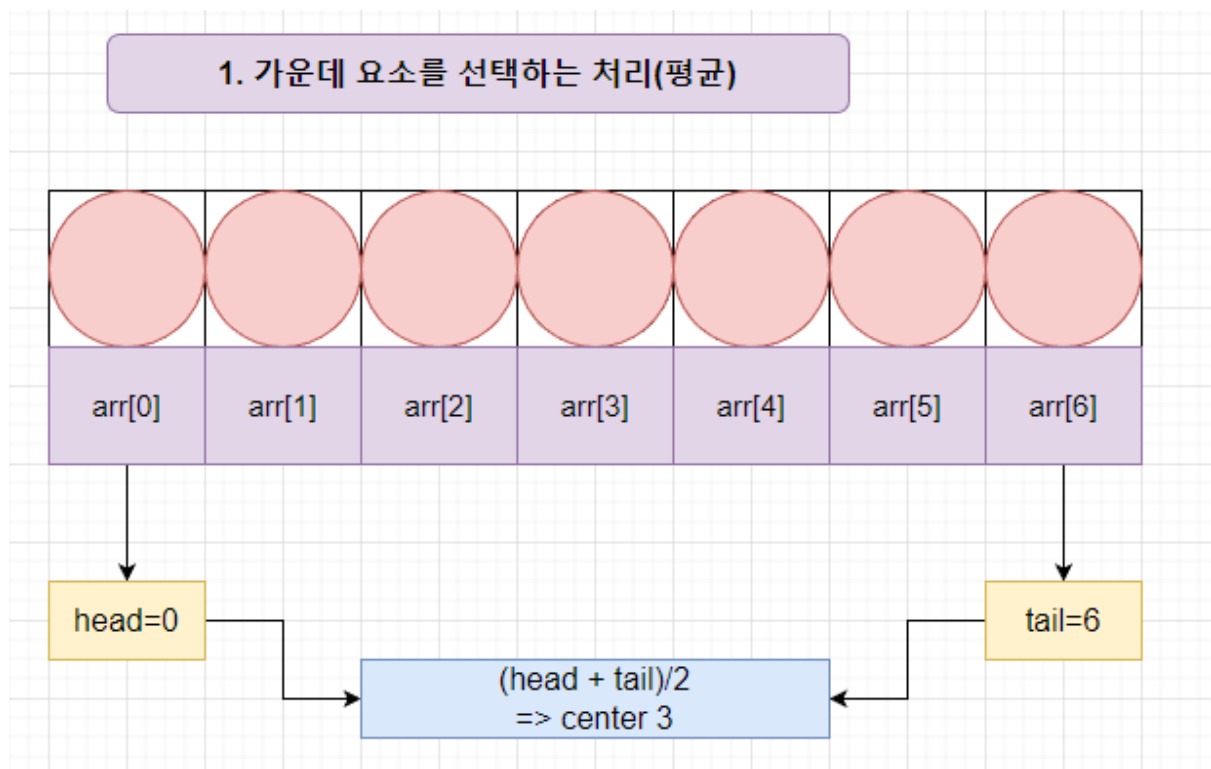 1. 가운데 요소를 선택하는 처리(평균)
arr[0] arr[1] arr[2] arr[3] arr[4] arr[5] arr[6]
head=0 tail=6
(head + tail)/2
=> center 3